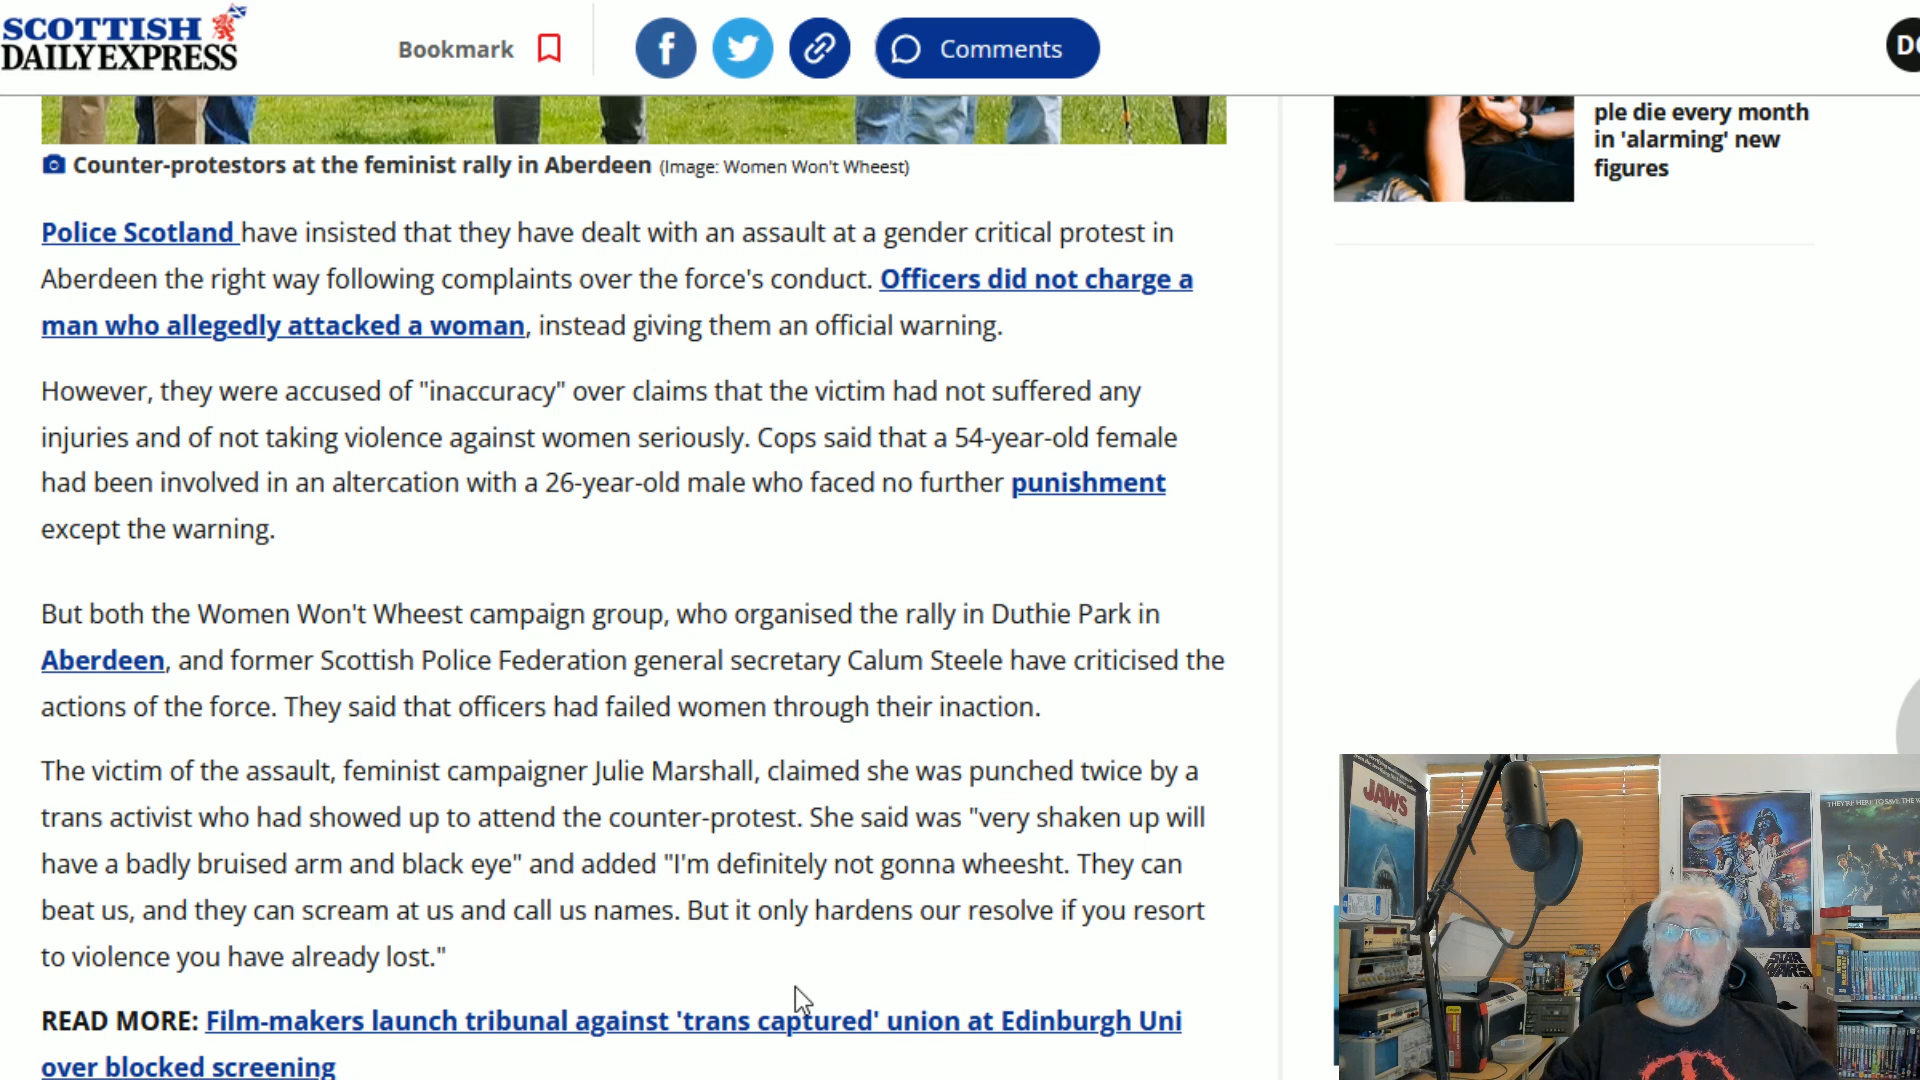 SCOTTISH
DAILY EXPRESS
Bookmark
Comments
ple die every month
in 'alarming' new
figures
Counter-protestors at the feminist rally in Aberdeen (Image: Women Won't Wheest)
Police Scotland have insisted that they have dealt with an assault at a gender critical protest in
Aberdeen the right way following complaints over the force's conduct. Officers did not charge a
man who allegedly attacked a woman, instead giving them an official warning.
However, they were accused of "inaccuracy" over claims that the victim had not suffered any
injuries and of not taking violence against women seriously. Cops said that a 54-year-old female
had been involved in an altercation with a 26-year-old male who faced no further punishment
except the warning.
But both the Women Won't Wheest campaign group, who organised the rally in Duthie Park in
Aberdeen, and former Scottish Police Federation general secretary Calum Steele have criticised the
actions of the force. They said that officers had failed women through their inaction.
The victim of the assault, feminist campaigner Julie Marshall, claimed she was punched twice by a
trans activist who had showed up to attend the counter-protest. She said was "very shaken up will
have a badly bruised arm and black eye" and added "I'm definitely not gonna wheesht. They can
beat us, and they can scream at us and call us names. But it only hardens our resolve if you resort
to violence you have already lost."
READ MORE: Film-makers launch tribunal against 'trans captured' union at Edinburgh Uni
over blocked screening
JAWS
THEY'RE HERE TO SAVE THE
STAR
WARS